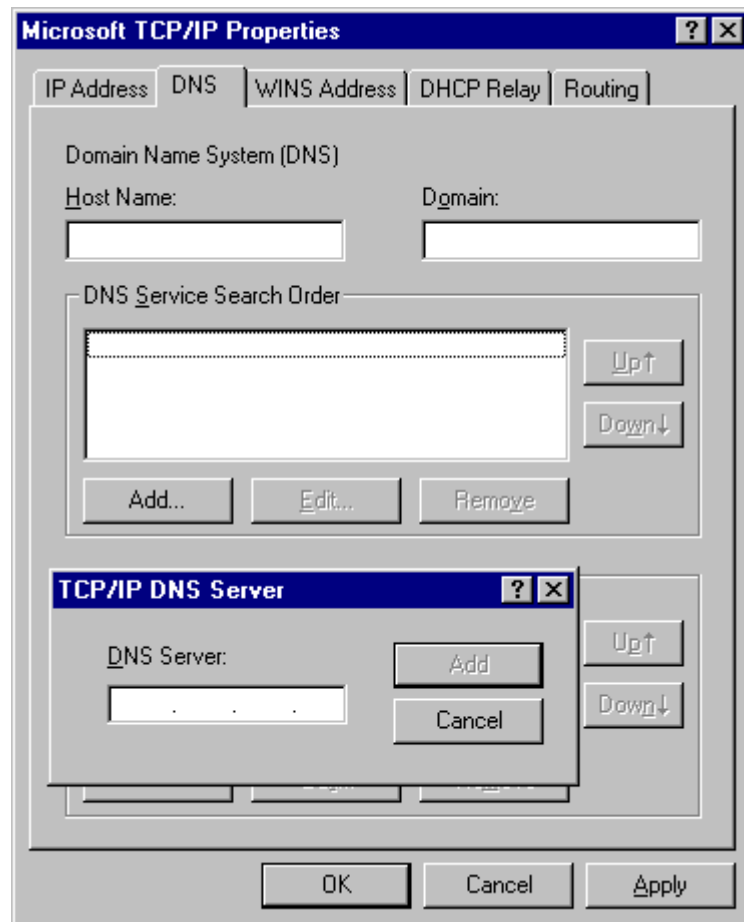 Microsoft TCP/IP Properties
IP Address DNS WINS Address DHCP Relay Routing
Domain Name System (DNS)
Host Name: Domain:
DNS Service Search Order
Up↑
Down↓
Add... Edit... Remove
TCP/IP DNS Server
DNS Server: Add
. . . Cancel
Up↑
Down↓
OK Cancel Apply